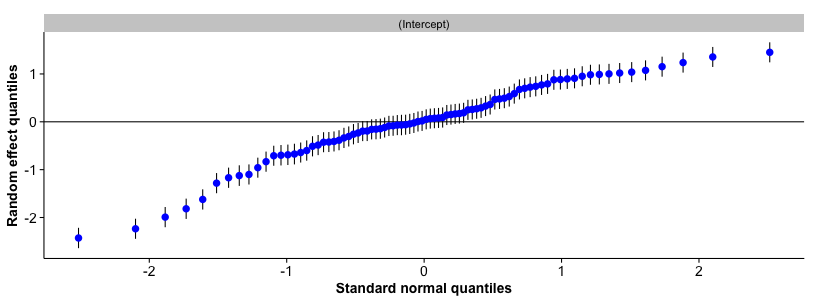 (Intercept)
Random effect quantiles
1
0
-1
-2
-2 -1 0 1 2
Standard normal quantiles